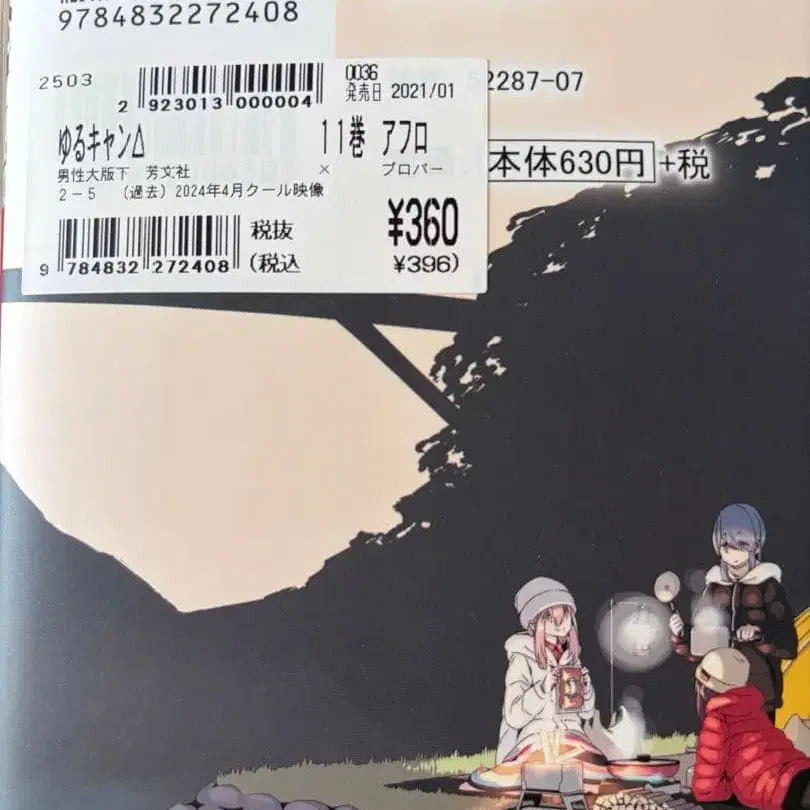 9784832272408
2503
2 923013 000004
0036
発売日 2021/01
52287-07
ゆるキャン△ 11巻 アフロ
男性大版下 芳文社 × プロパー
2-5 (過去) 2024年4月クール映像
本体630円+税
¥360
税抜
9 784832 272408
(税込 ¥396)